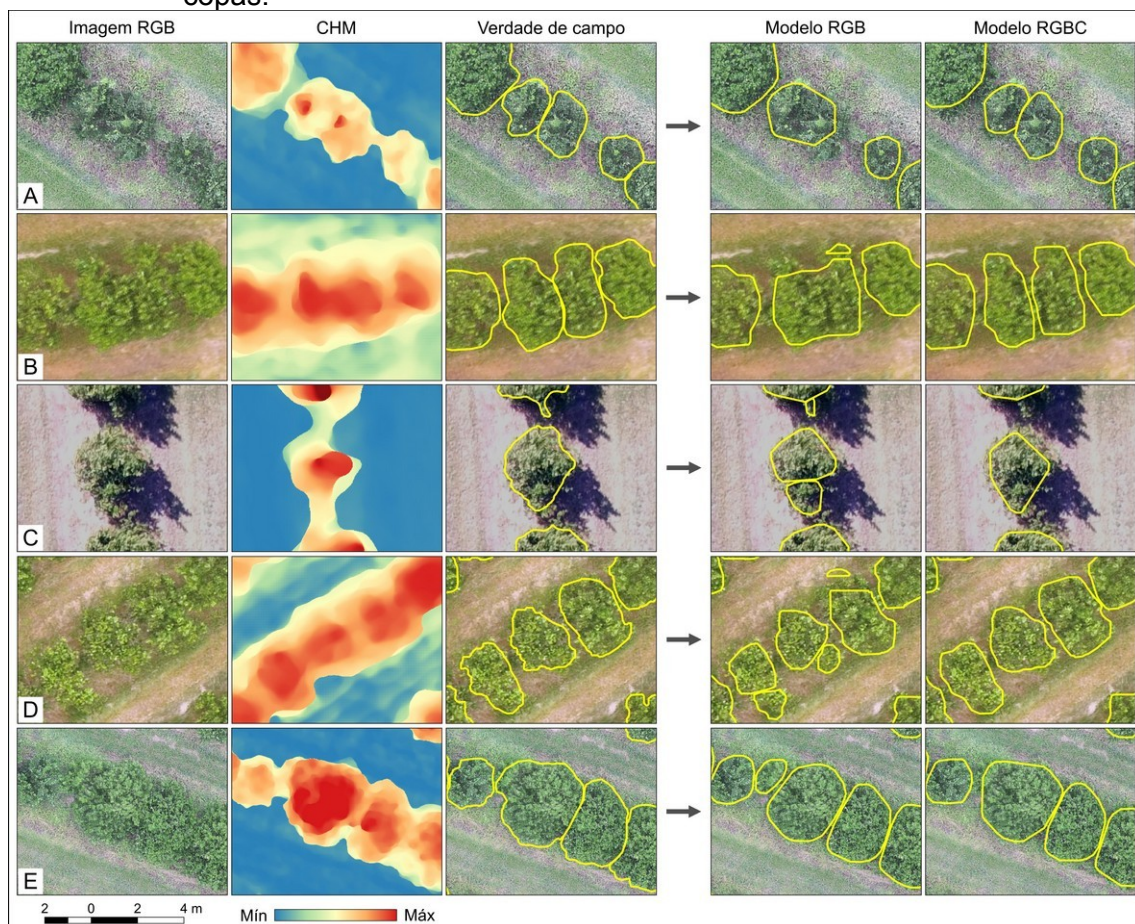 copas.
Imagem RGB CHM Verdade de campo Modelo RGB Modelo RGBC
A
B
C
D
E
2 0 2 4 m Mín Máx